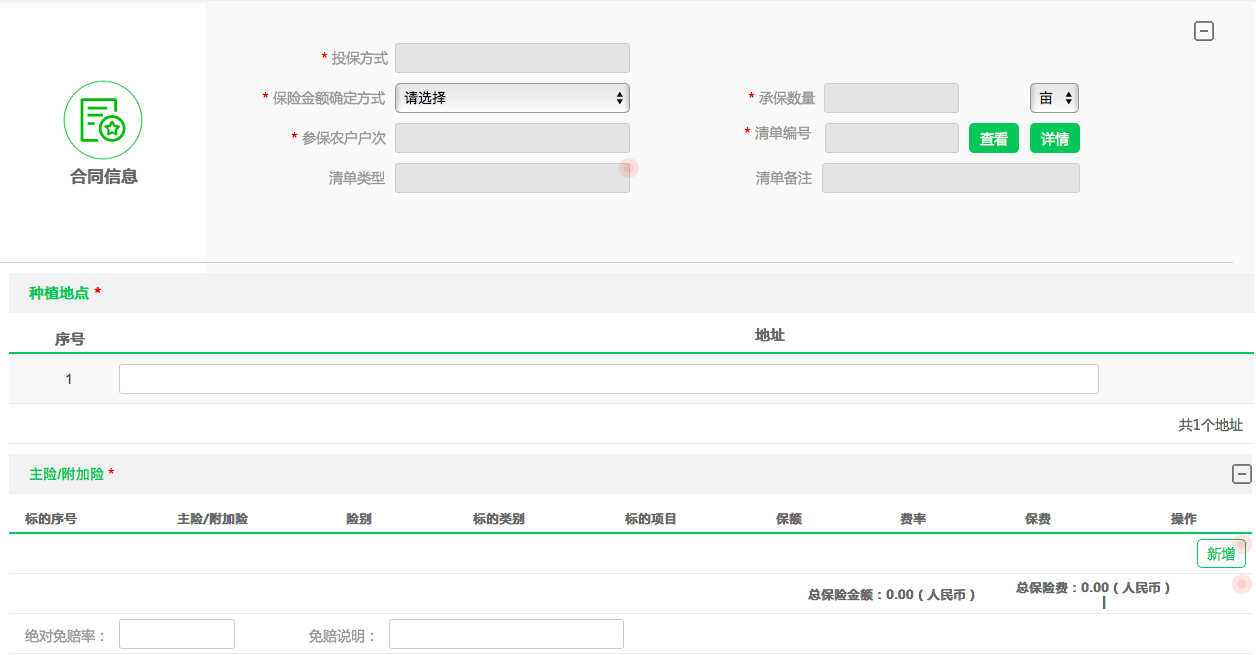 * 投保方式
* 保险金额确定方式 请选择 * 承保数量 亩
* 参保农户户次 * 清单编号 查看 详情
清单类型 清单备注
合同信息
种植地点 *
序号 地址
1
共1个地址
主险/附加险 *
标的序号 主险/附加险 险别 标的类别 标的项目 保额 费率 保费 操作
新增
总保险金额：0.00（人民币） 总保险费：0.00（人民币）
绝对免赔率： 免赔说明：